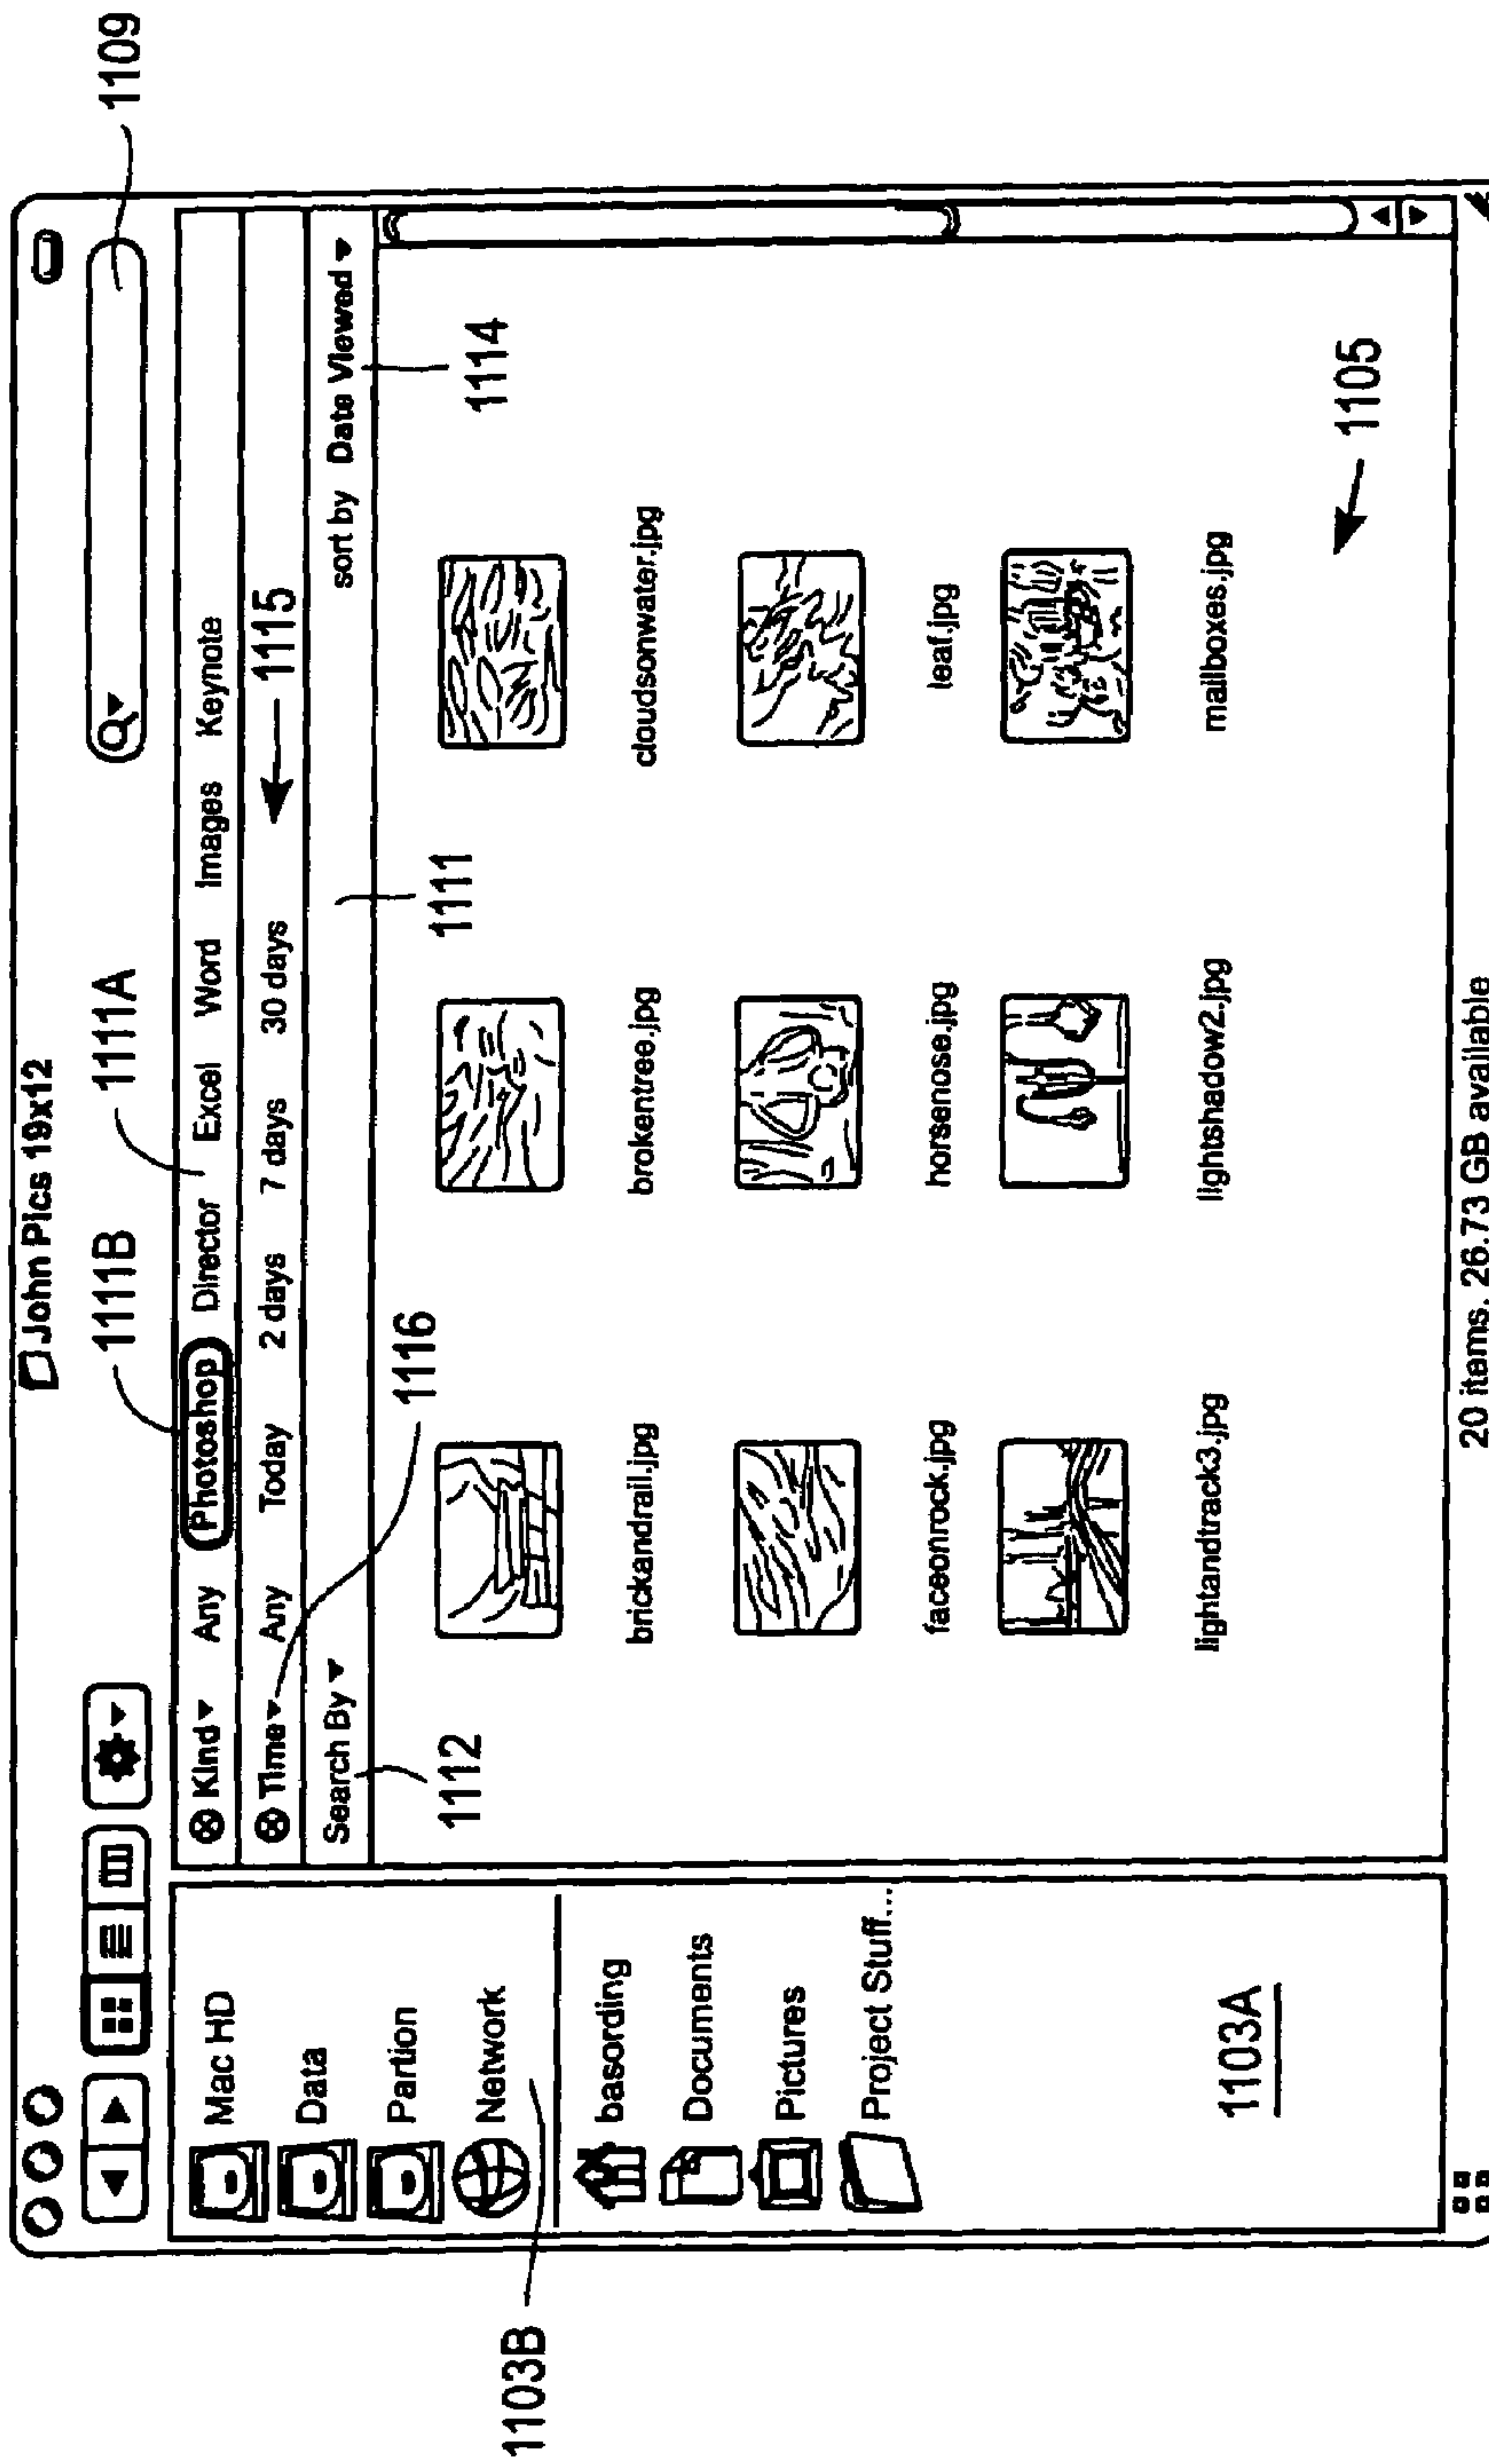 John Pics 19x12
1109
1111B
1111A
Kind Any Photoshop Director Excel Word Images Keynote
Time Any Today 2 days 7 days 30 days
1115
Search By
sort by Date Viewed
1116
1112
1111
1114
Mac HD
Data
Partion
Network
1103B
basording
Documents
Pictures
Project Stuff...
1103A
brickandrail.jpg
brokentree.jpg
cloudsonwater.jpg
faceonrock.jpg
horsenose.jpg
leaf.jpg
lightandtrack3.jpg
lightshadow2.jpg
mailboxes.jpg
1105
20 items, 26.73 GB available